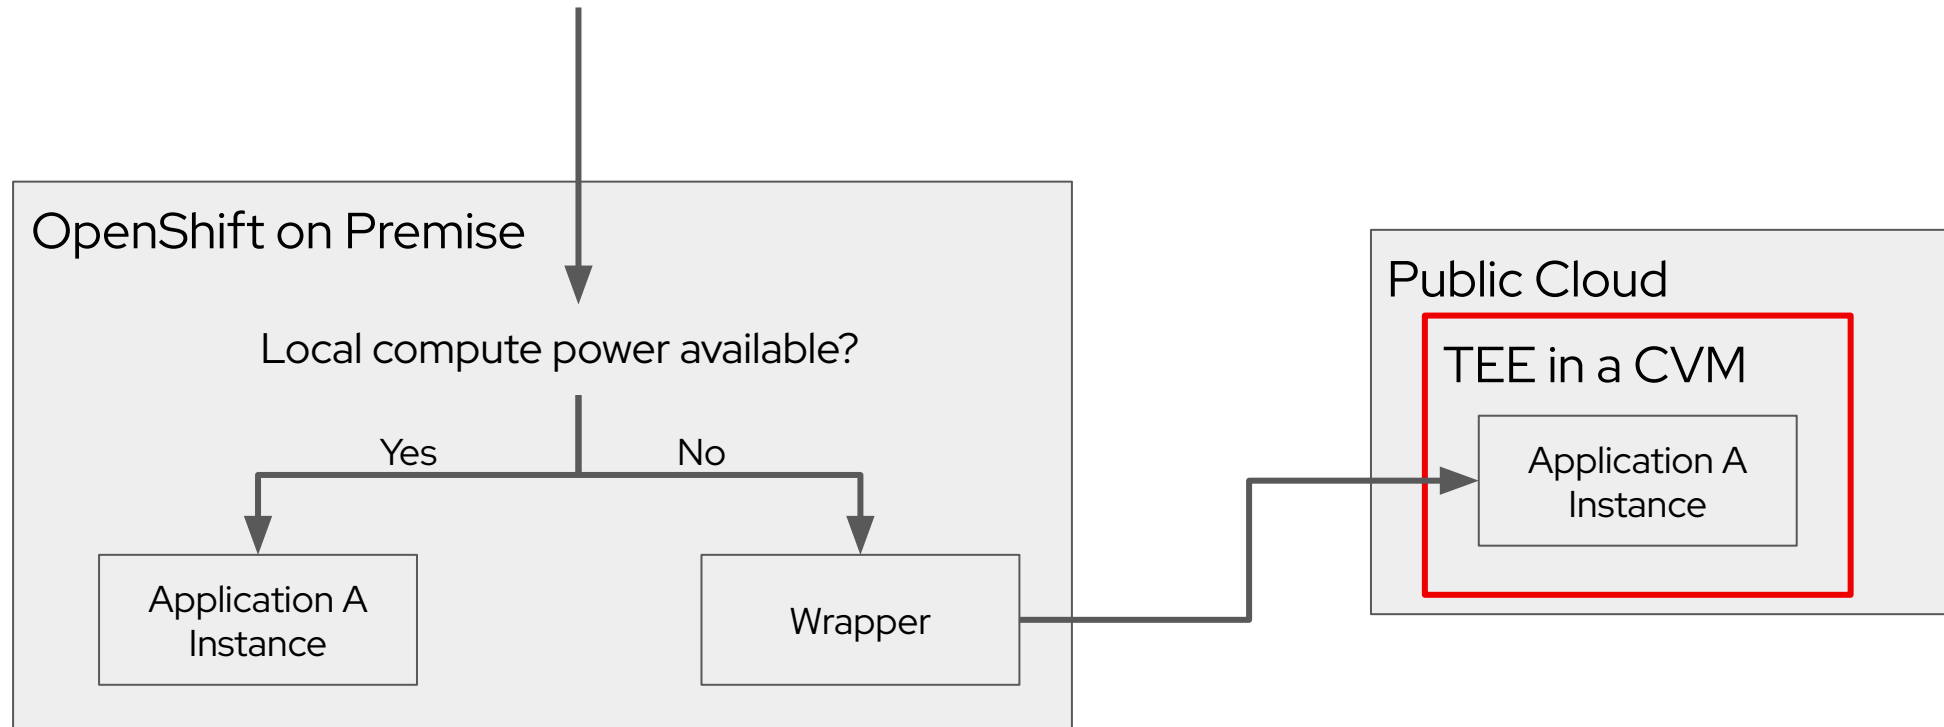 OpenShift on Premise
Local compute power available?
Yes
No
Application A
Instance
Wrapper
Public Cloud
TEE in a CVM
Application A
Instance